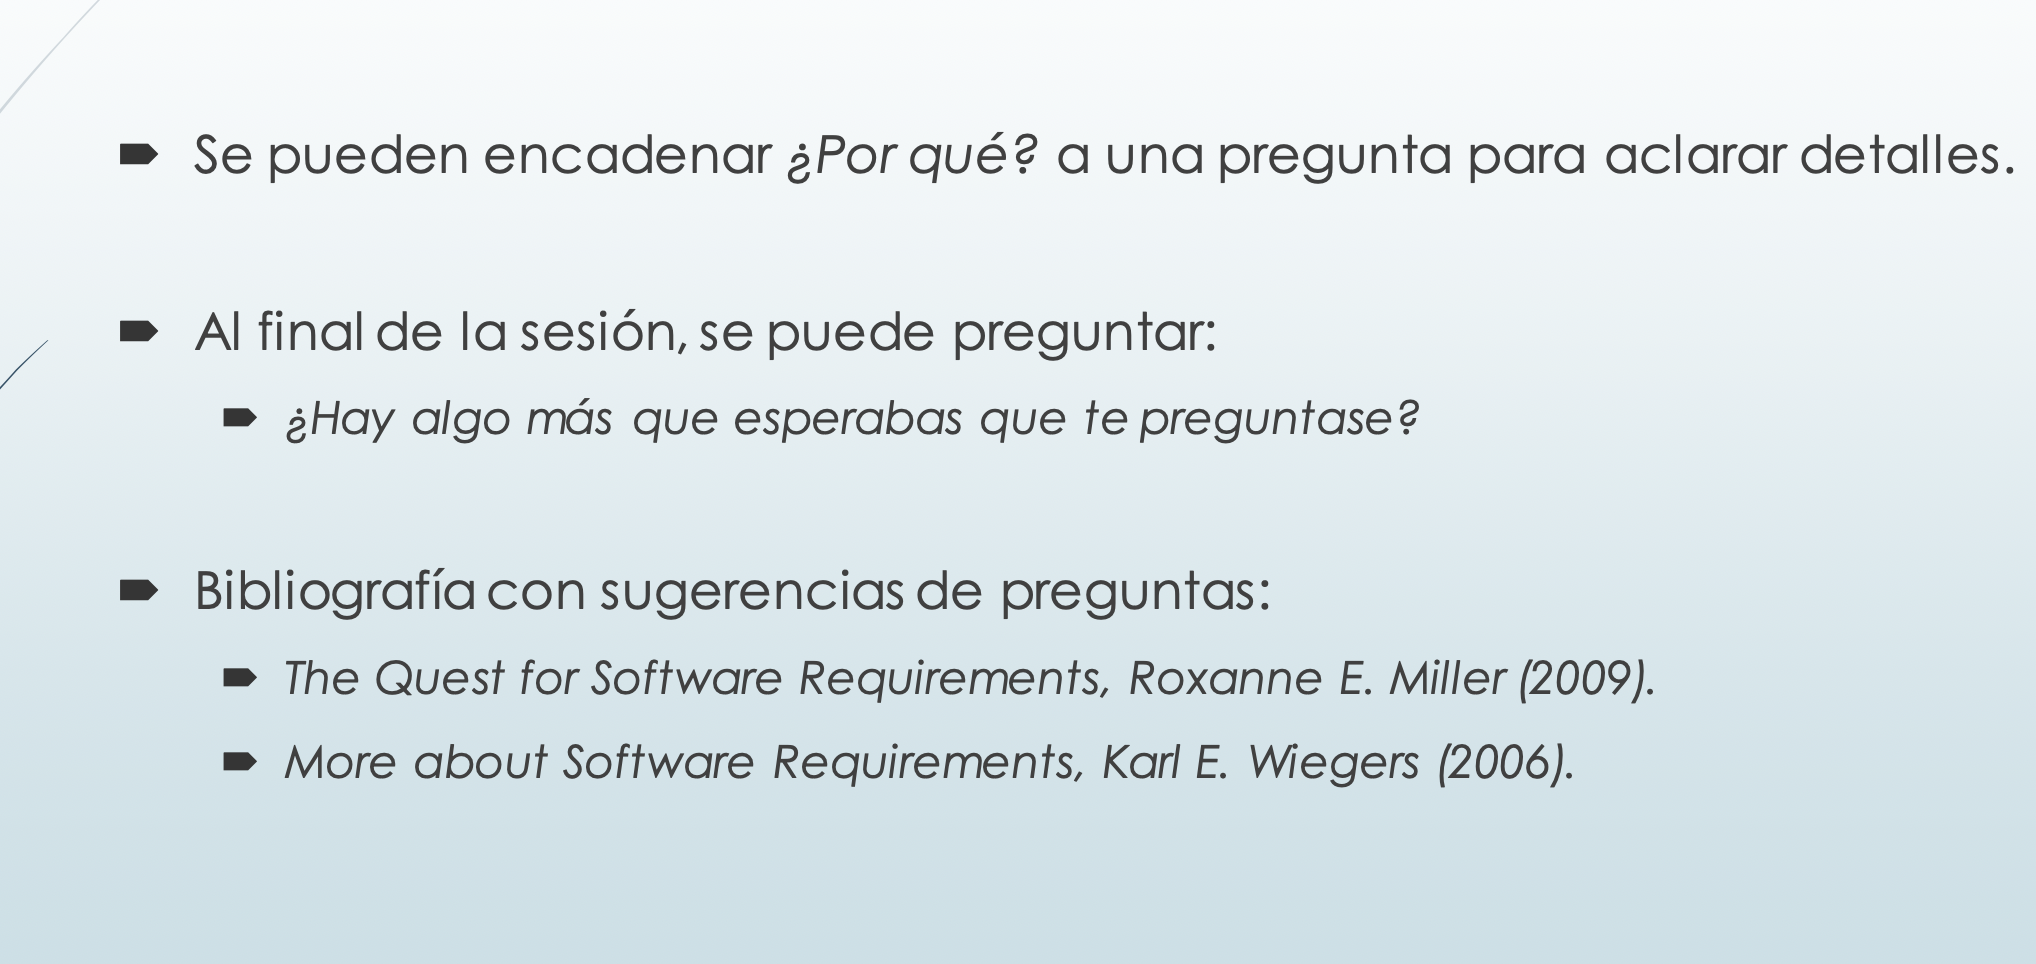 Se pueden encadenar ¿Por qué? a una pregunta para aclarar detalles.
Al final de la sesión, se puede preguntar:
¿Hay algo más que esperabas que te preguntase?
Bibliografía con sugerencias de preguntas:
The Quest for Software Requirements, Roxanne E. Miller (2009).
More about Software Requirements, Karl E. Wiegers (2006).